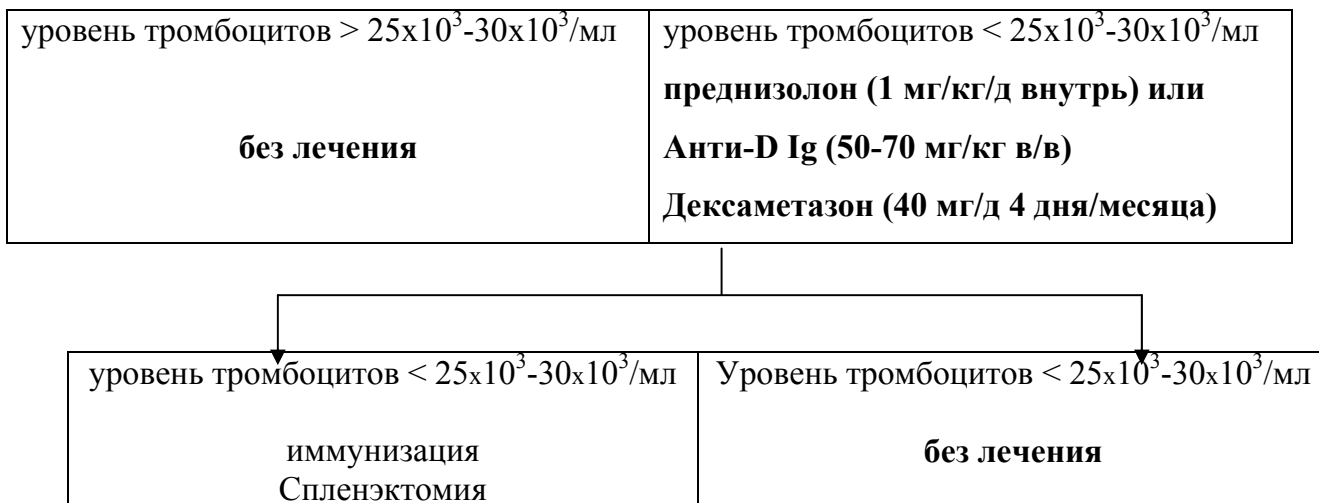 уровень тромбоцитов > 25x10³-30x10³/мл
без лечения
уровень тромбоцитов < 25x10³-30x10³/мл
преднизолон (1 мг/кг/д внутрь) или
Анти-D Ig (50-70 мг/кг в/в)
Дексаметазон (40 мг/д 4 дня/месяца)
уровень тромбоцитов < 25x10³-30x10³/мл
иммунизация
Спленэктомия
Уровень тромбоцитов < 25x10³-30x10³/мл
без лечения